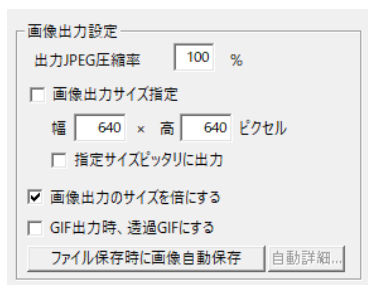 画像出力設定
出力JPEG圧縮率 100 %
画像出力サイズ指定
幅 640 × 高 640 ピクセル
指定サイズピッタリに出力
画像出力のサイズを倍にする
GIF出力時、透過GIFにする
ファイル保存時に画像自動保存 自動詳細...